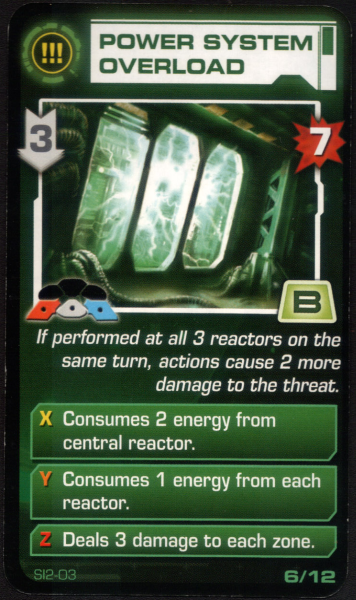 !!!
POWER SYSTEM
OVERLOAD
3
7
B
If performed at all 3 reactors on the
same turn, actions cause 2 more
damage to the threat.
X Consumes 2 energy from
central reactor.
Y Consumes 1 energy from each
reactor.
Z Deals 3 damage to each zone.
SI2-03
6/12